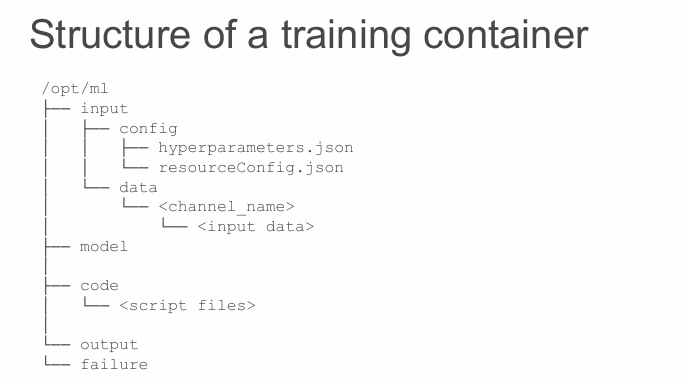 Structure of a training container
/opt/ml
├── input
│   ├── config
│   │   ├── hyperparameters.json
│   │   └── resourceConfig.json
│   └── data
│       └── <channel_name>
│           └── <input data>
├── model
│
├── code
│   └── <script files>
│
└── output
└── failure